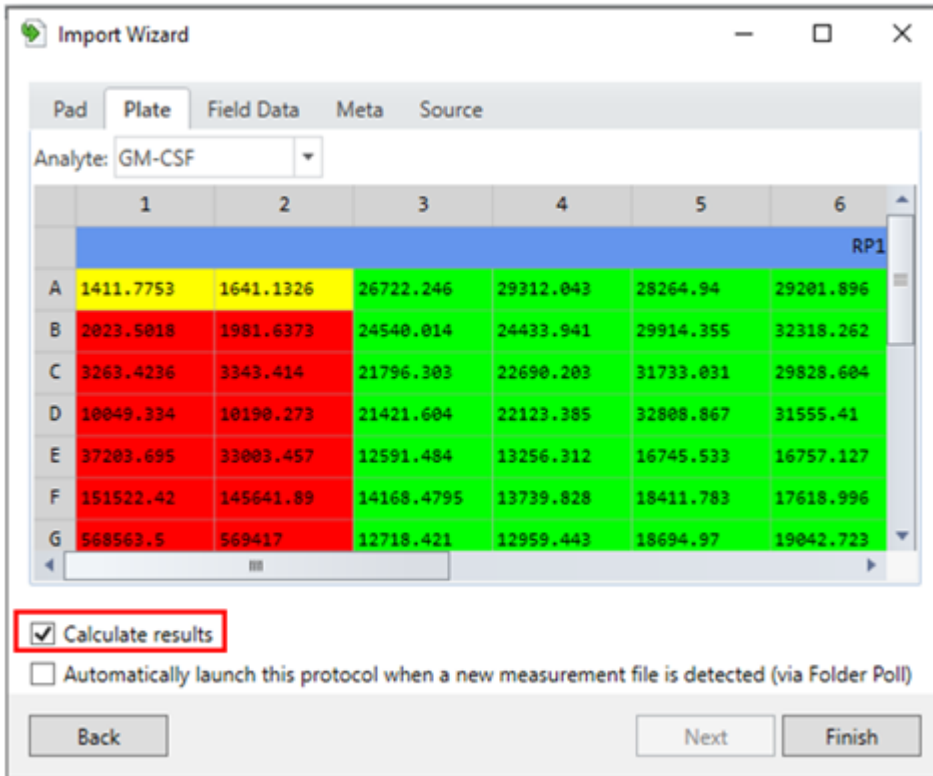 Import Wizard
Pad Plate Field Data Meta Source
Analyte: GM-CSF
1 2 3 4 5 6
RP1
A 1411.7753 1641.1326 26722.246 29312.043 28264.94 29201.896
B 2023.5018 1981.6373 24540.014 24433.941 29914.355 32318.262
C 3263.4236 3343.414 21796.303 22690.203 31733.031 29828.604
D 10049.334 10190.273 21421.604 22123.385 32808.867 31555.41
E 37203.695 33003.457 12591.484 13256.312 16745.533 16757.127
F 151522.42 145641.89 14168.4795 13739.828 18411.783 17618.996
G 568563.5 569417 12718.421 12959.443 18694.97 19042.723
Calculate results
Automatically launch this protocol when a new measurement file is detected (via Folder Poll)
Back Next Finish